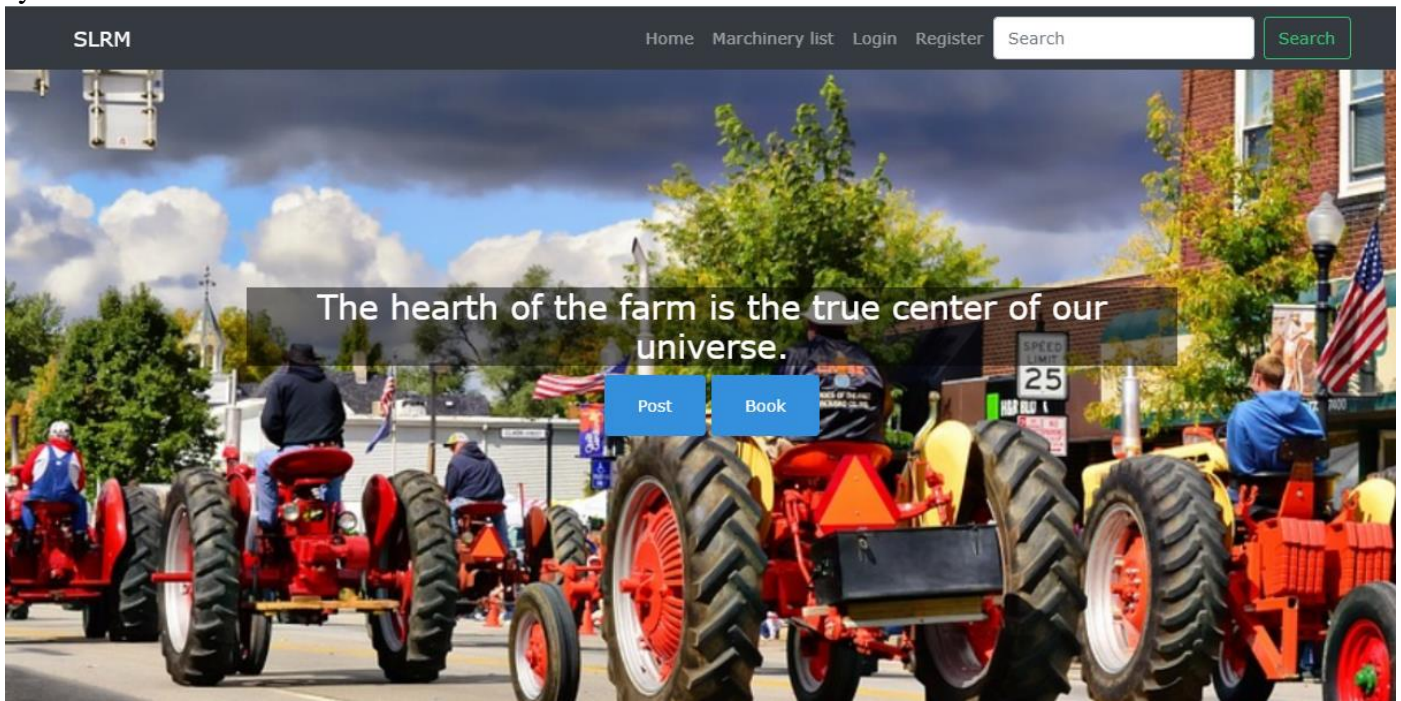 SLRM
Home Marchinery list Login Register Search Search
The hearth of the farm is the true center of our
universe.
SPEED
LIMIT
25
Post Book